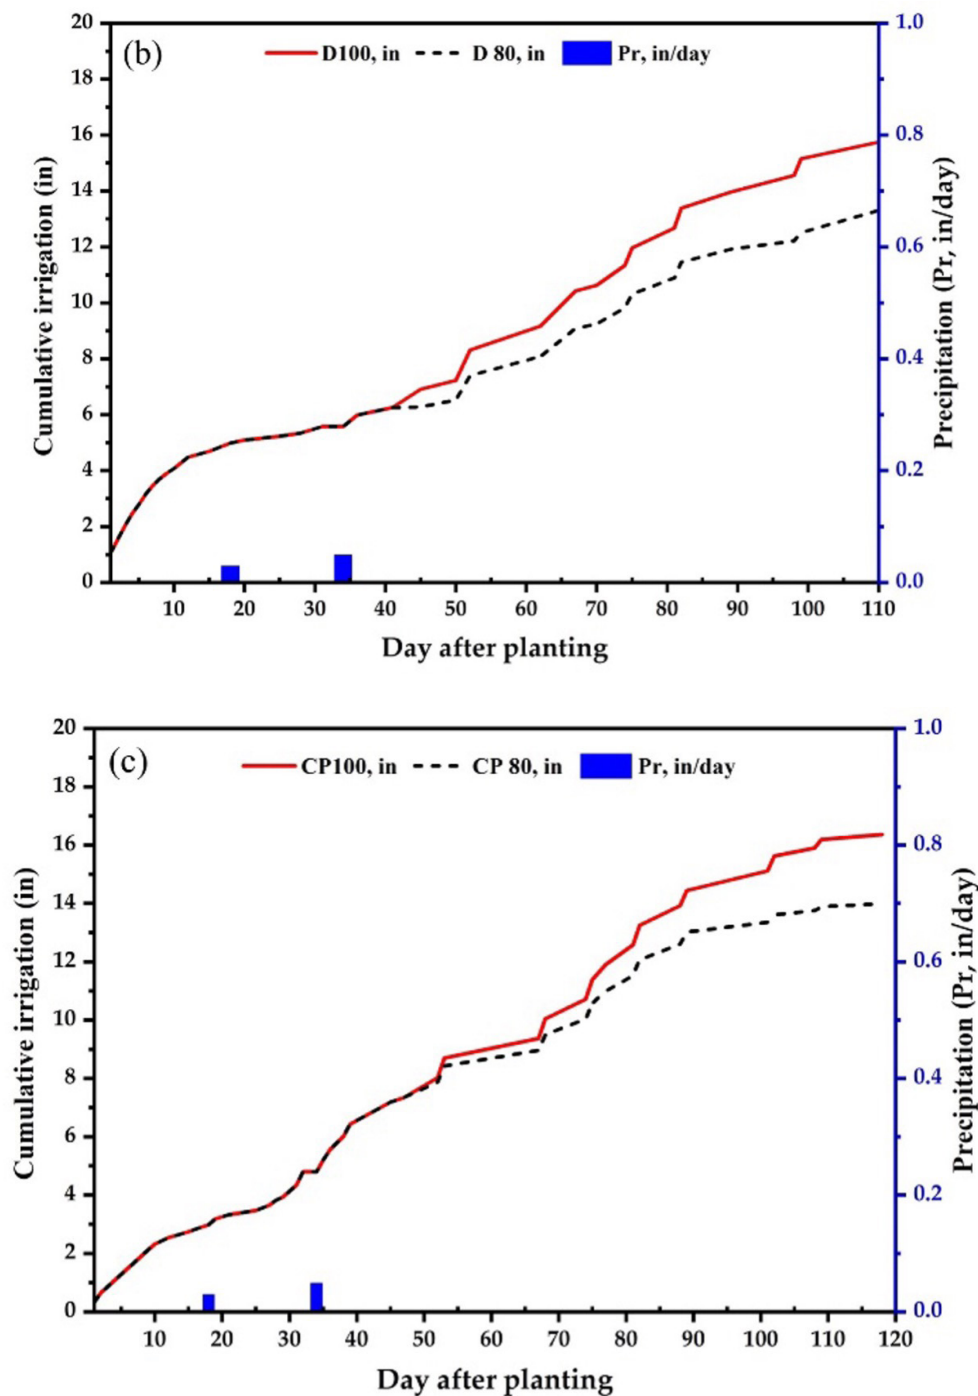 (b)
D100, in
D 80, in
Pr, in/day
20
18
16
14
12
10
8
6
4
2
0
Cumulative irrigation (in)
1.0
0.8
0.6
0.4
0.2
0.0
Precipitation (Pr, in/day)
10 20 30 40 50 60 70 80 90 100 110
Day after planting
(c)
CP100, in
CP 80, in
Pr, in/day
20
18
16
14
12
10
8
6
4
2
0
Cumulative irrigation (in)
1.0
0.8
0.6
0.4
0.2
0.0
Precipitation (Pr, in/day)
10 20 30 40 50 60 70 80 90 100 110 120
Day after planting